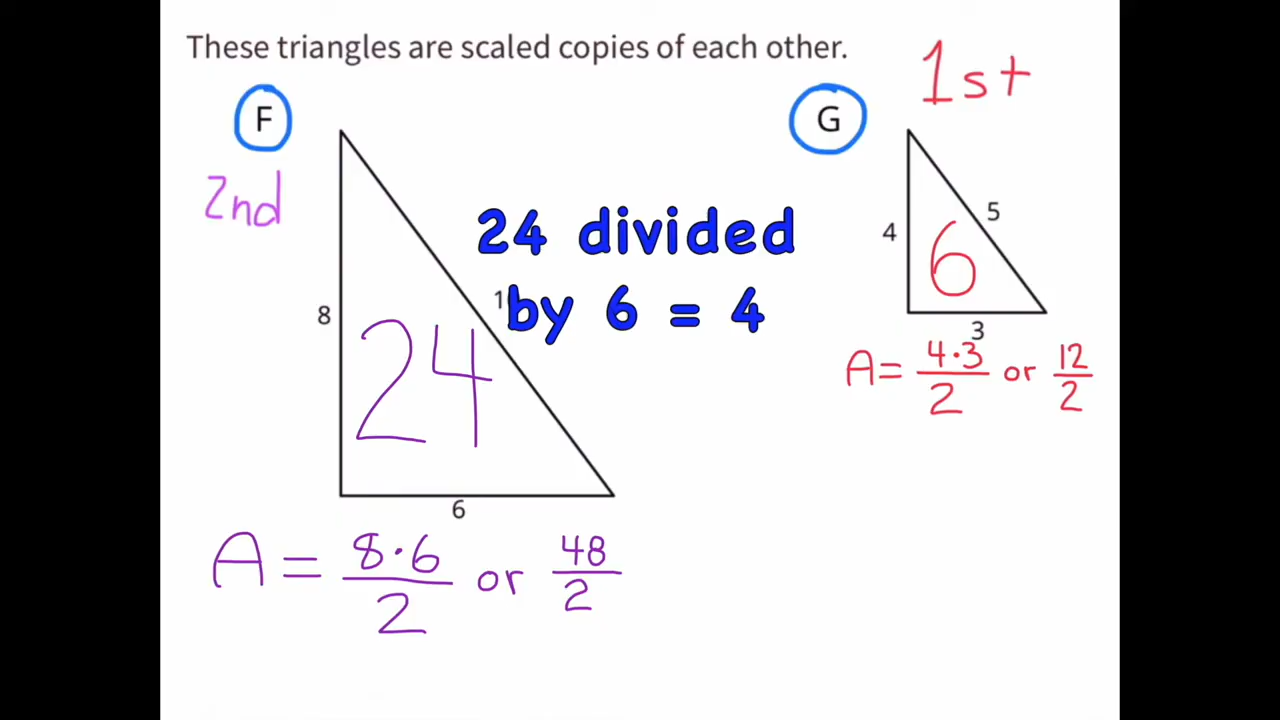 These triangles are scaled copies of each other.
1st
F
G
2nd
24 divided
by 6 = 4
5
4
6
8
24
3
A = 4·3/2 or 12/2
6
A = 8·6/2 or 48/2